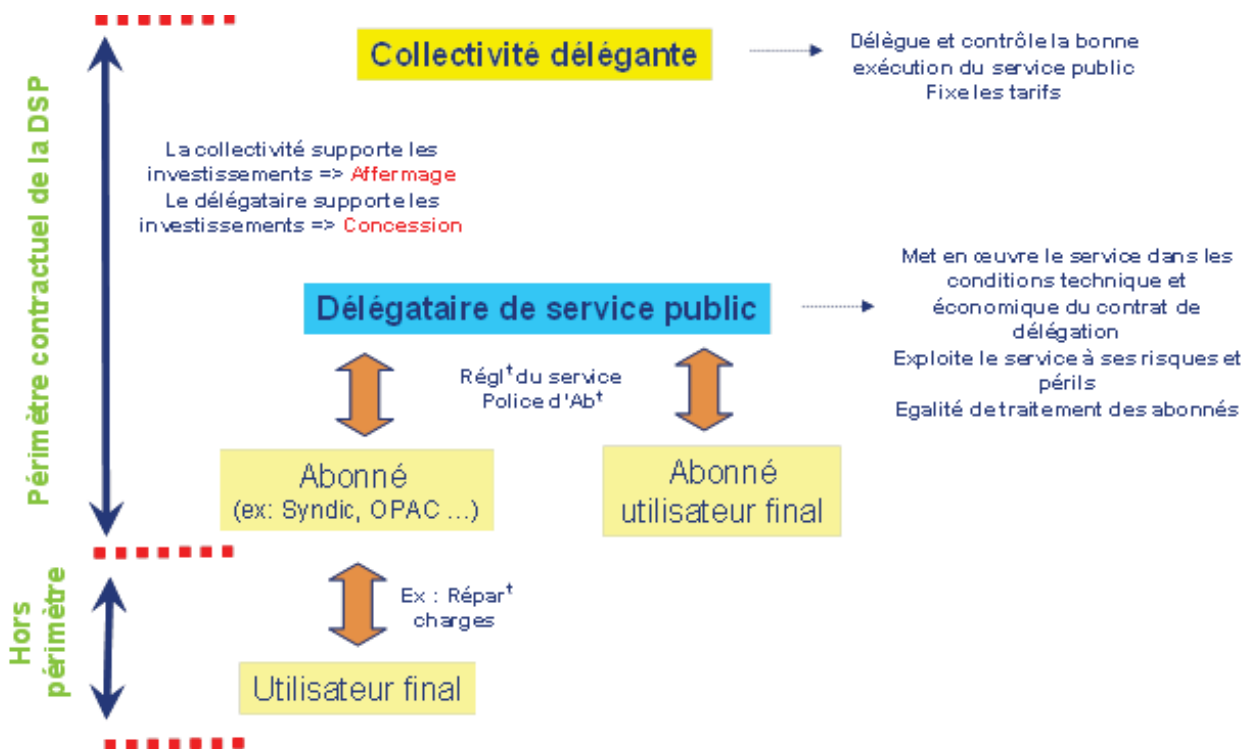 Périmètre contractuel de la DSP
Collectivité délégante
Délègue et contrôle la bonne
exécution du service public
Fixe les tarifs
La collectivité supporte les
investissements => Affermage
Le délégataire supporte les
investissements => Concession
Délégataire de service public
Met en œuvre le service dans les
conditions technique et
économique du contrat de
délégation
Exploite le service à ses risques et
périls
Egalité de traitement des abonnés
Réglᵗ du service
Police d'Abᵗ
Abonné
(ex: Syndic, OPAC ...)
Abonné
utilisateur final
Hors
périmètre
Ex : Réparᵗ
charges
Utilisateur final